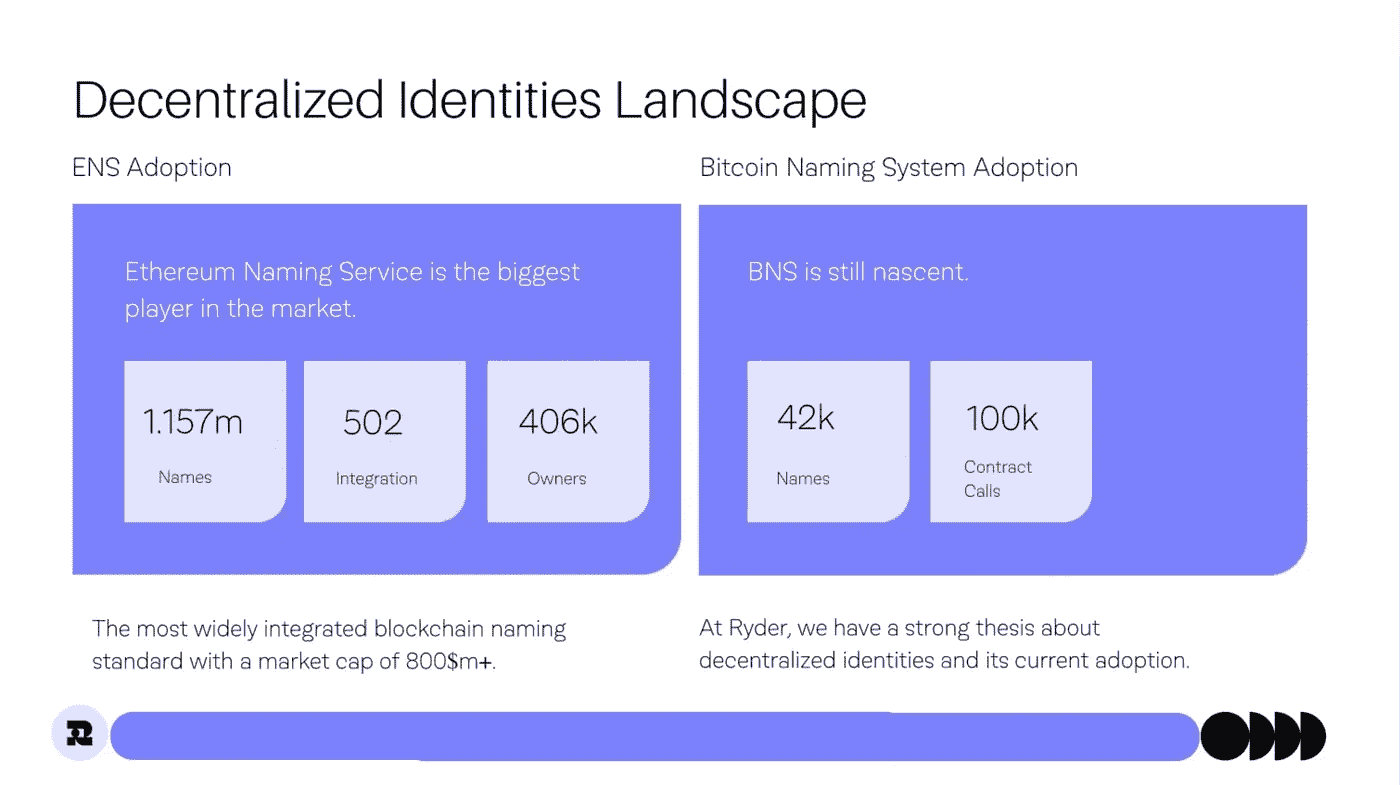 Decentralized Identities Landscape
ENS Adoption
Ethereum Naming Service is the biggest
player in the market.
1.157m
Names
502
Integration
406k
Owners
The most widely integrated blockchain naming
standard with a market cap of 800$m+.
Bitcoin Naming System Adoption
BNS is still nascent.
42k
Names
100k
Contract
Calls
At Ryder, we have a strong thesis about
decentralized identities and its current adoption.
R